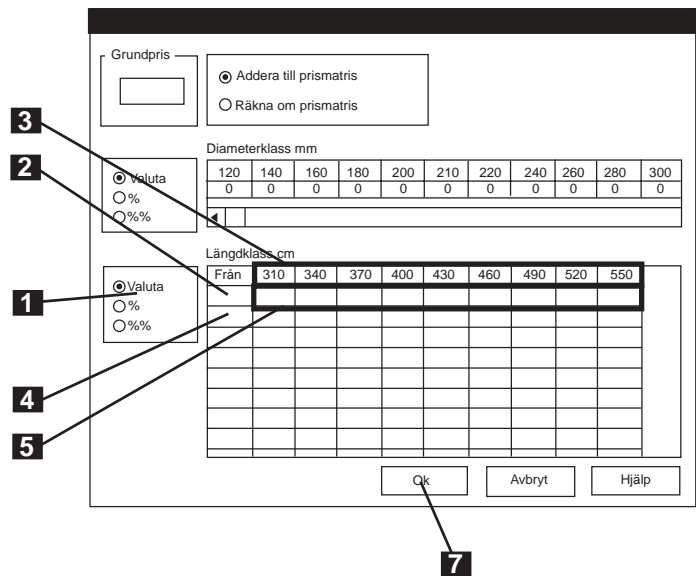 Grundpris
Addera till prismatris
Räkna om prismatris
3
Diameterklass mm
2
Valuta
%
%%
120 140 160 180 200 210 220 240 260 280 300
0 0 0 0 0 0 0 0 0 0 0
Längdklass cm
Från 310 340 370 400 430 460 490 520 550
1
Valuta
%
%%
4
5
Ok Avbryt Hjälp
7